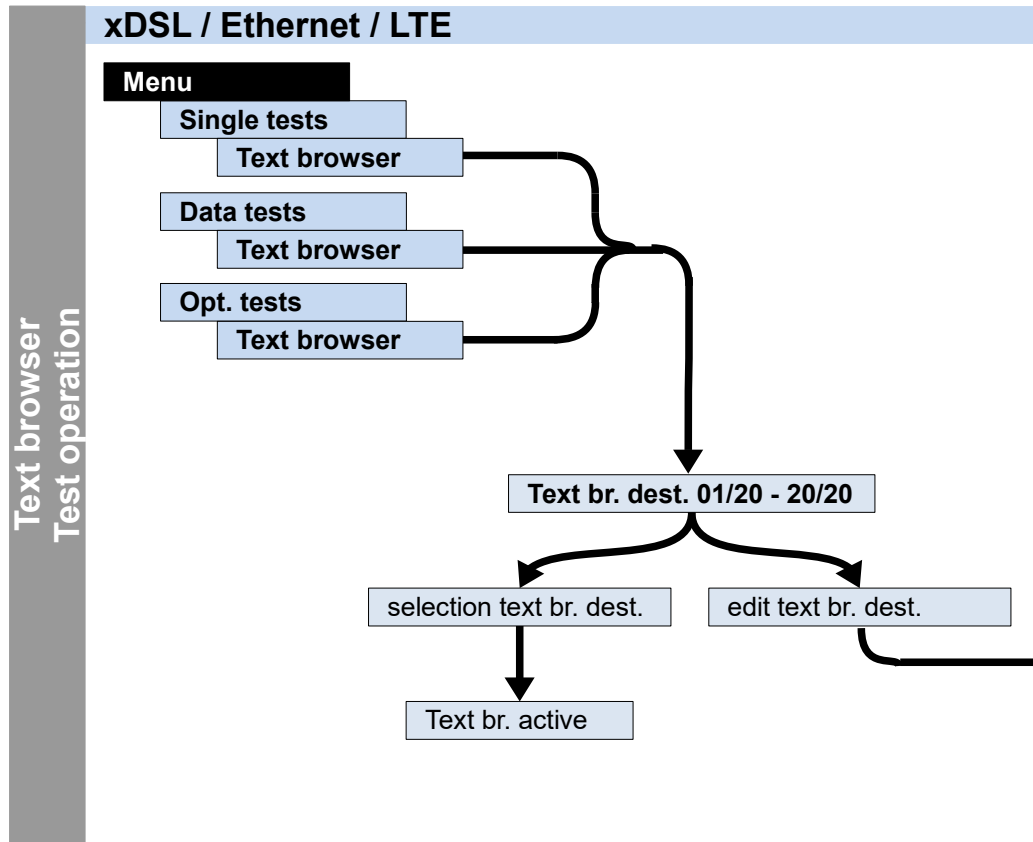 xDSL / Ethernet / LTE
Menu
Single tests
Text browser
Data tests
Text browser
Opt. tests
Text browser
Text browser
Test operation
Text br. dest. 01/20 - 20/20
selection text br. dest.
edit text br. dest.
Text br. active